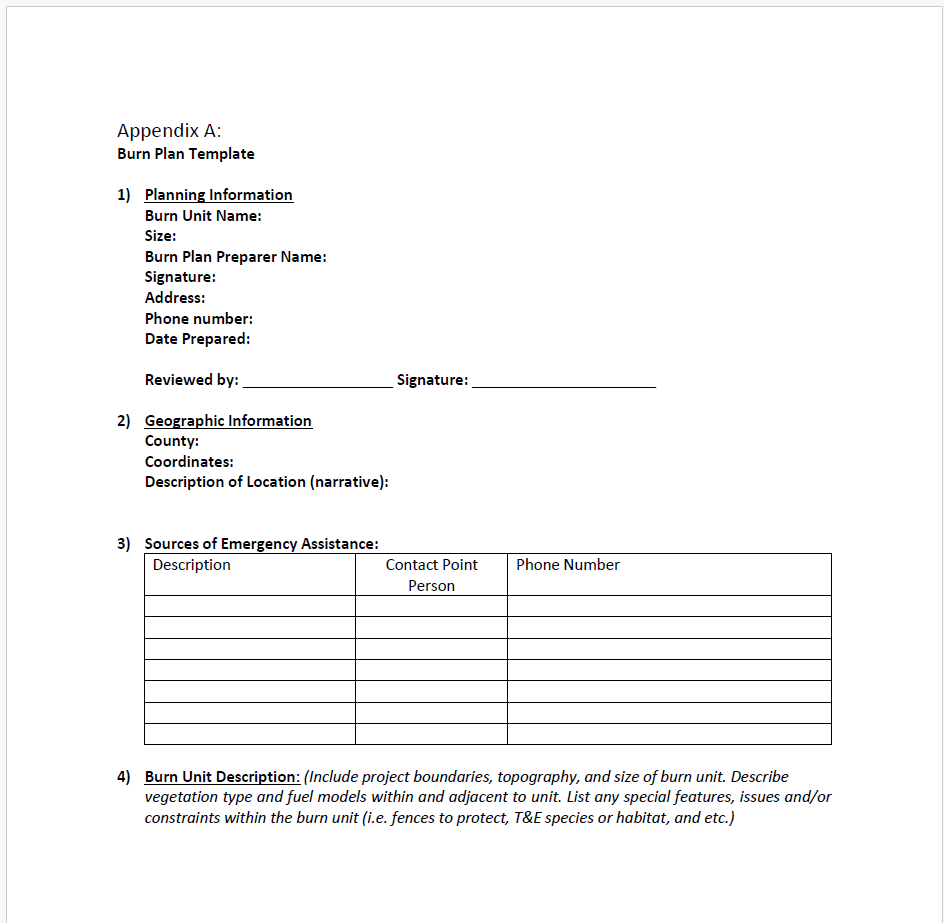 Appendix A:
Burn Plan Template
1) Planning Information
Burn Unit Name:
Size:
Burn Plan Preparer Name:
Signature:
Address:
Phone number:
Date Prepared:
Reviewed by: ___________________ Signature: _______________________
2) Geographic Information
County:
Coordinates:
Description of Location (narrative):
3) Sources of Emergency Assistance:
Description Contact Point Phone Number
Person
4) Burn Unit Description: (Include project boundaries, topography, and size of burn unit. Describe
vegetation type and fuel models within and adjacent to unit. List any special features, issues and/or
constraints within the burn unit (i.e. fences to protect, T&E species or habitat, and etc.)